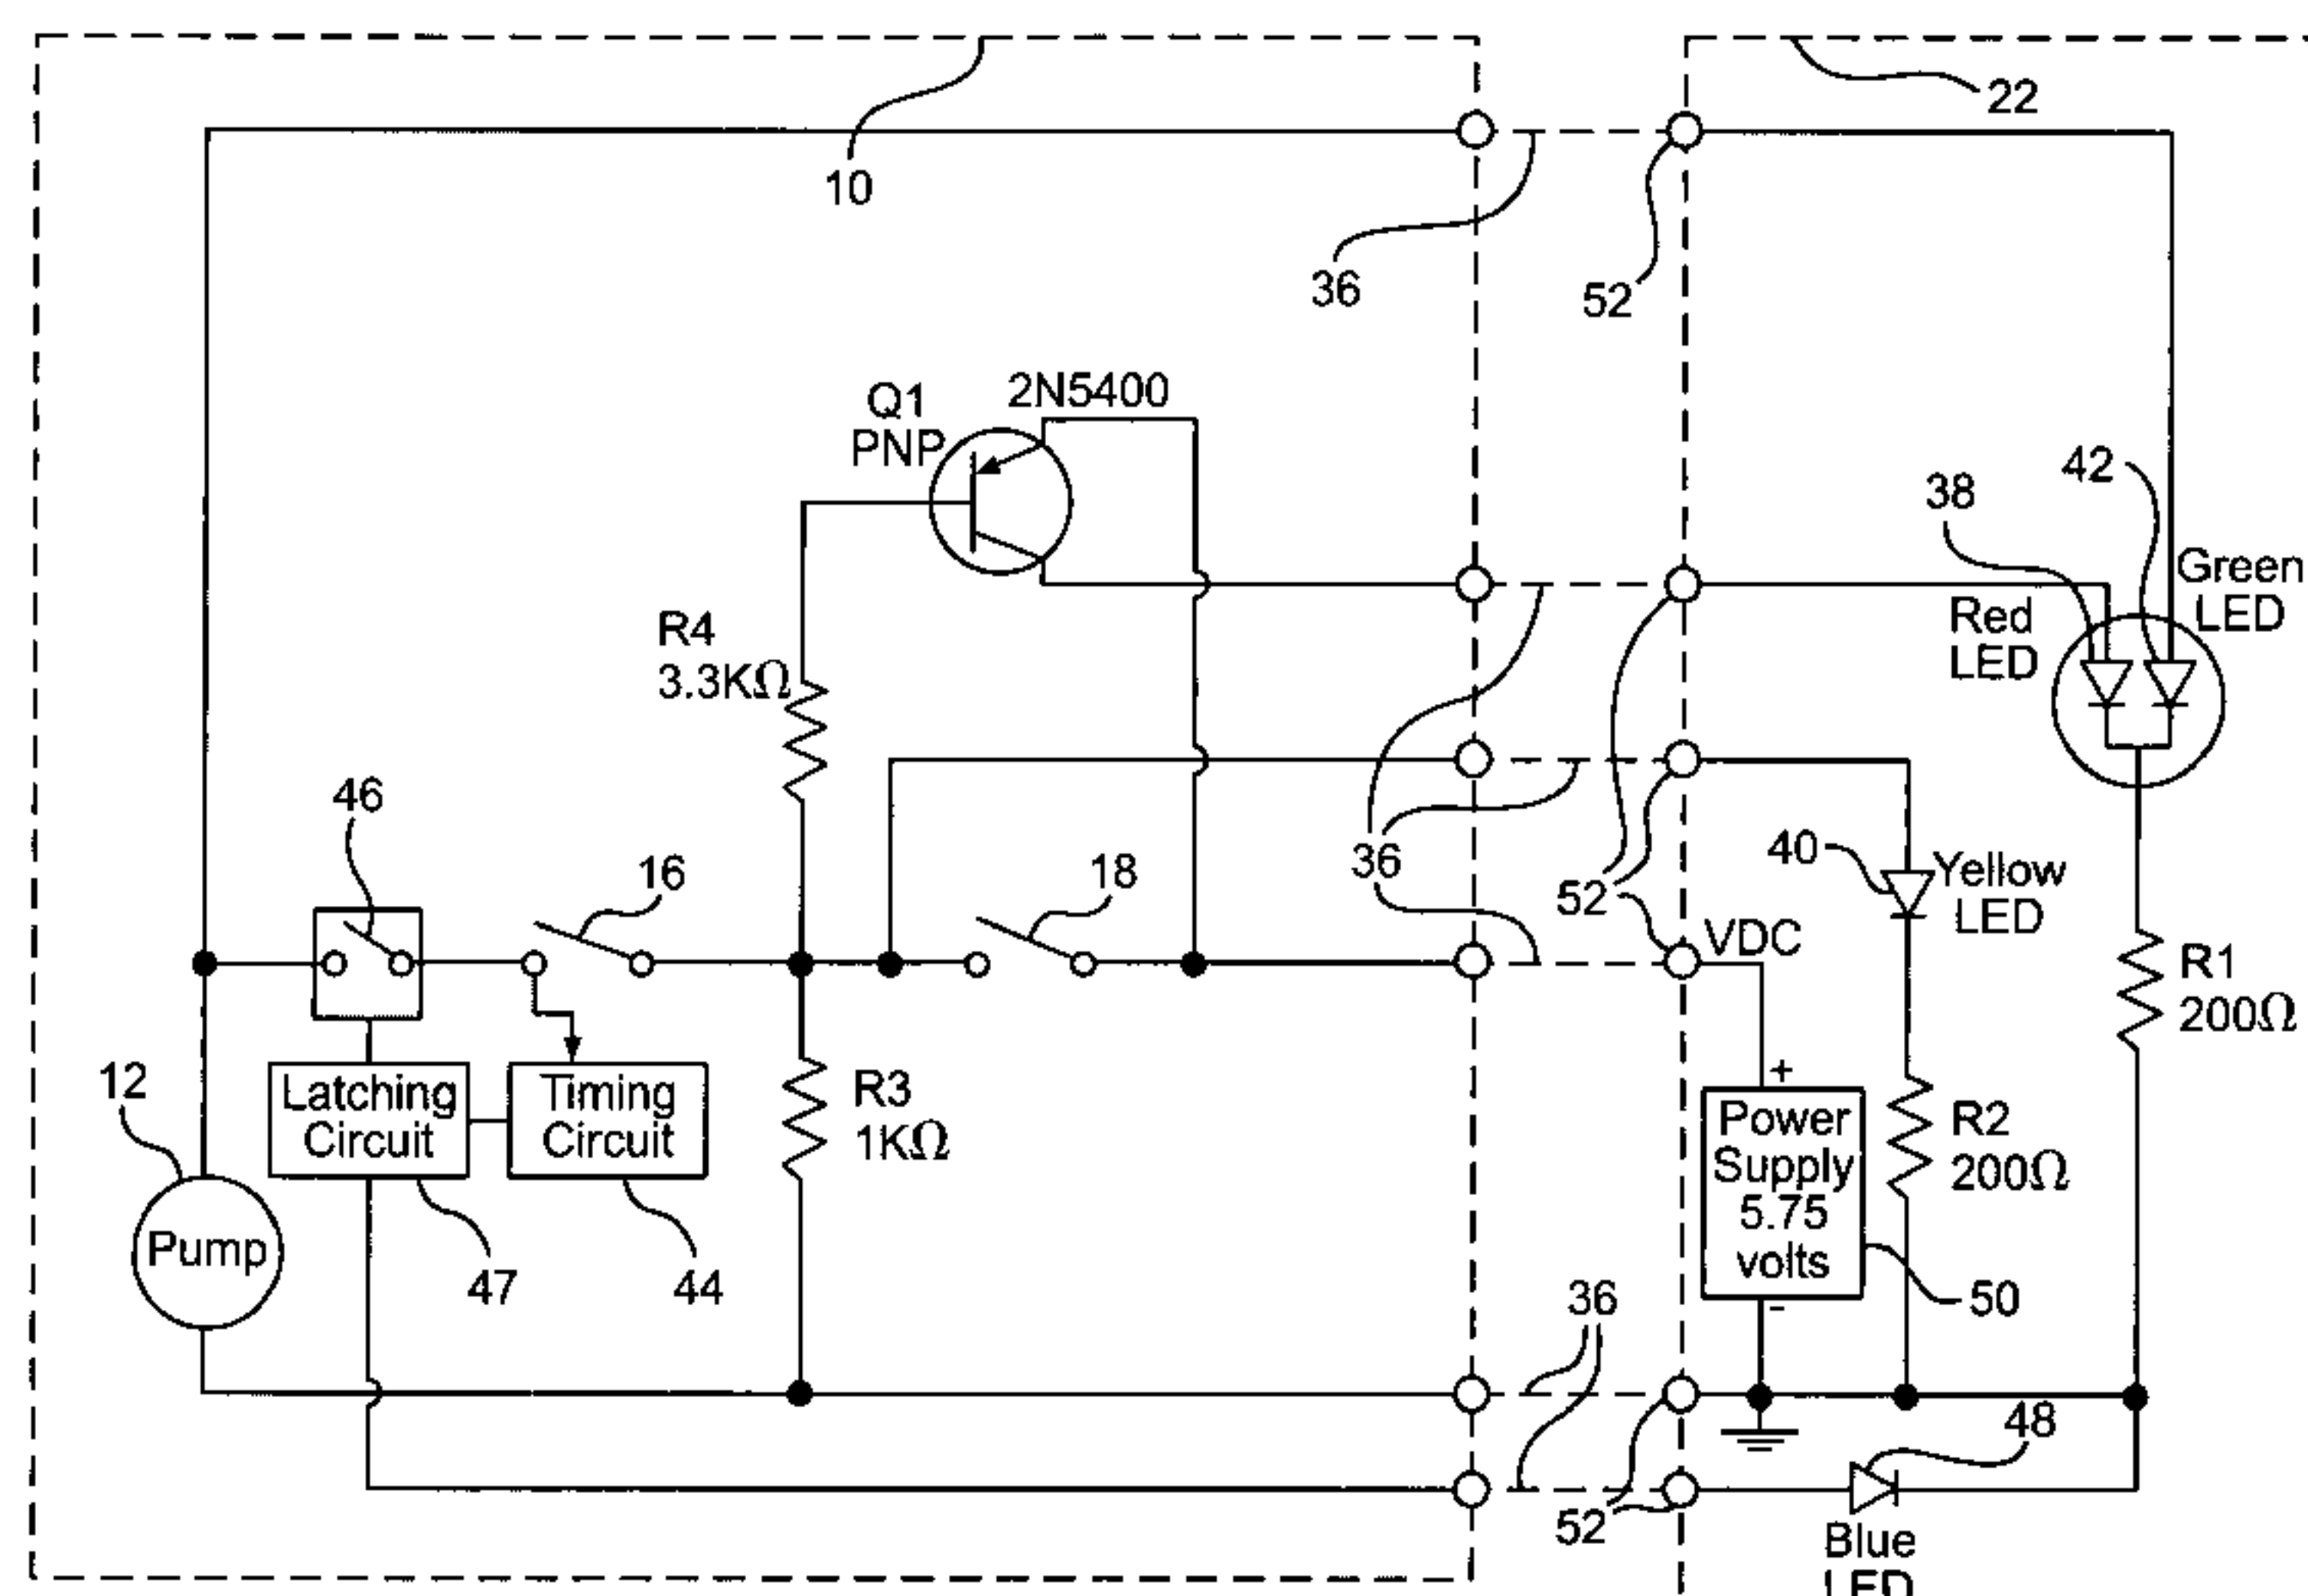 22
10
36
52
Q1
PNP
2N5400
38
42
Green
LED
Red
LED
R4
3.3KΩ
46
16
18
36
52
40
Yellow
LED
VDC
R1
200Ω
12
Latching
Circuit
Timing
Circuit
R3
1KΩ
+
Power
Supply
5.75
volts
-
R2
200Ω
Pump
47
44
36
50
48
52
Blue
LED